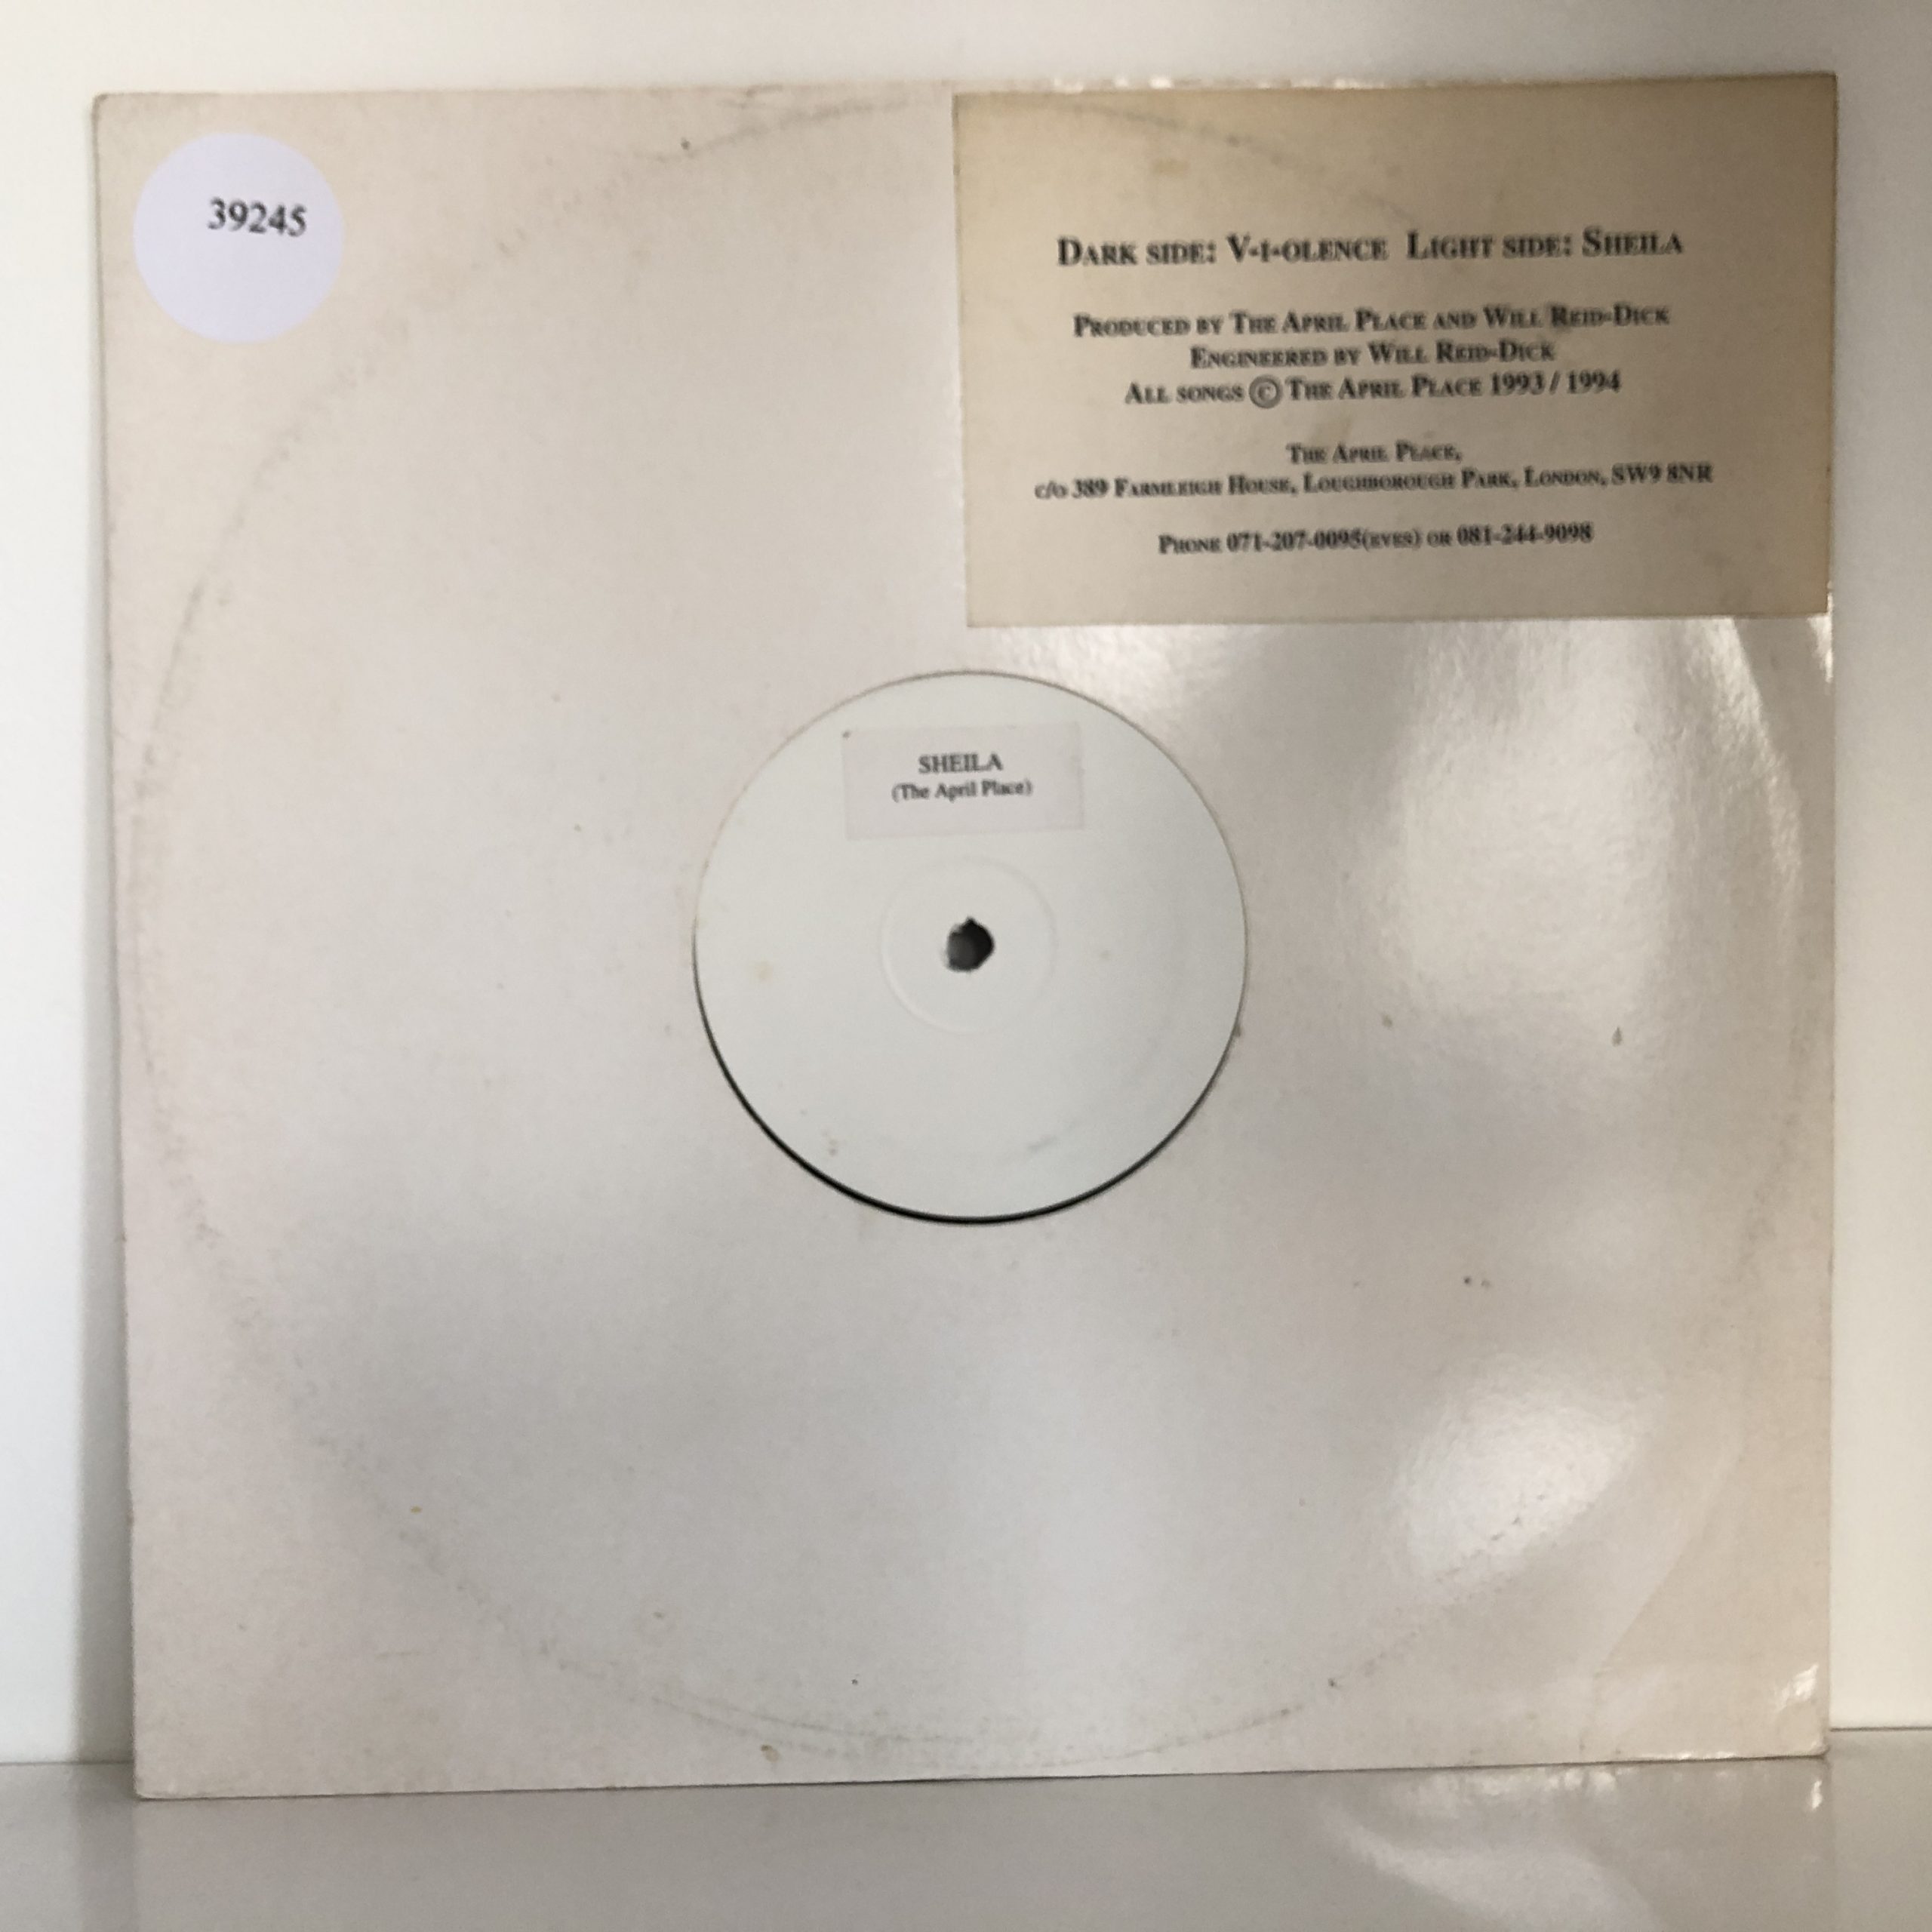 39245
DARK SIDE: V-I-OLENCE LIGHT SIDE: SHEILA
PRODUCED BY THE APRIL PLACE AND WILL REID-DICK
ENGINEERED BY WILL REID-DICK
ALL SONGS © THE APRIL PLACE 1993 / 1994
THE APRIL PLACE,
c/o 389 FARMLEIGH HOUSE, LOUGHBOROUGH PARK, LONDON, SW9 8NR
PHONE 071-207-0095(EVES) OR 081-244-9098
SHEILA
(The April Place)